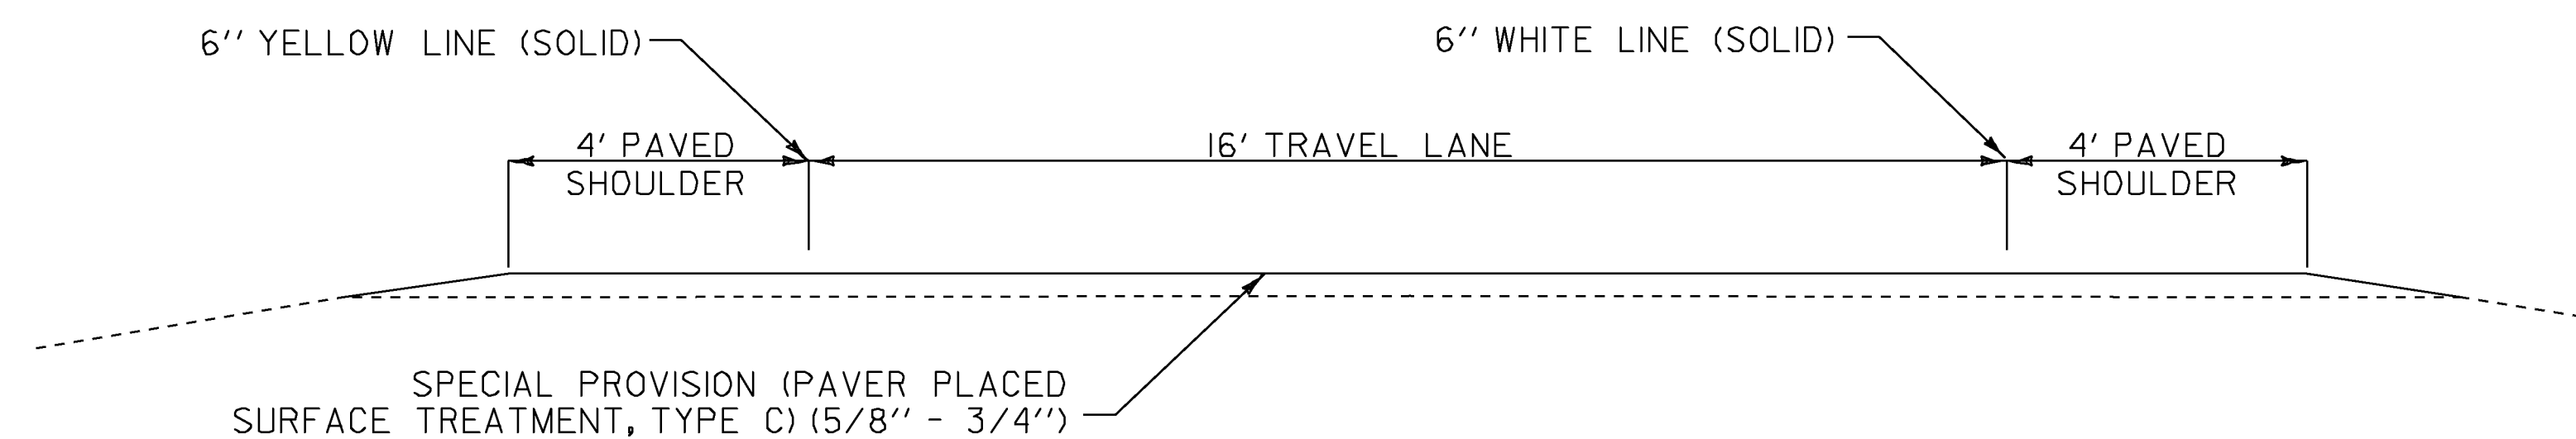 6" YELLOW LINE (SOLID)
6" WHITE LINE (SOLID)
4' PAVED
SHOULDER
16' TRAVEL LANE
4' PAVED
SHOULDER
SPECIAL PROVISION (PAVER PLACED
SURFACE TREATMENT, TYPE C) (5/8" - 3/4")